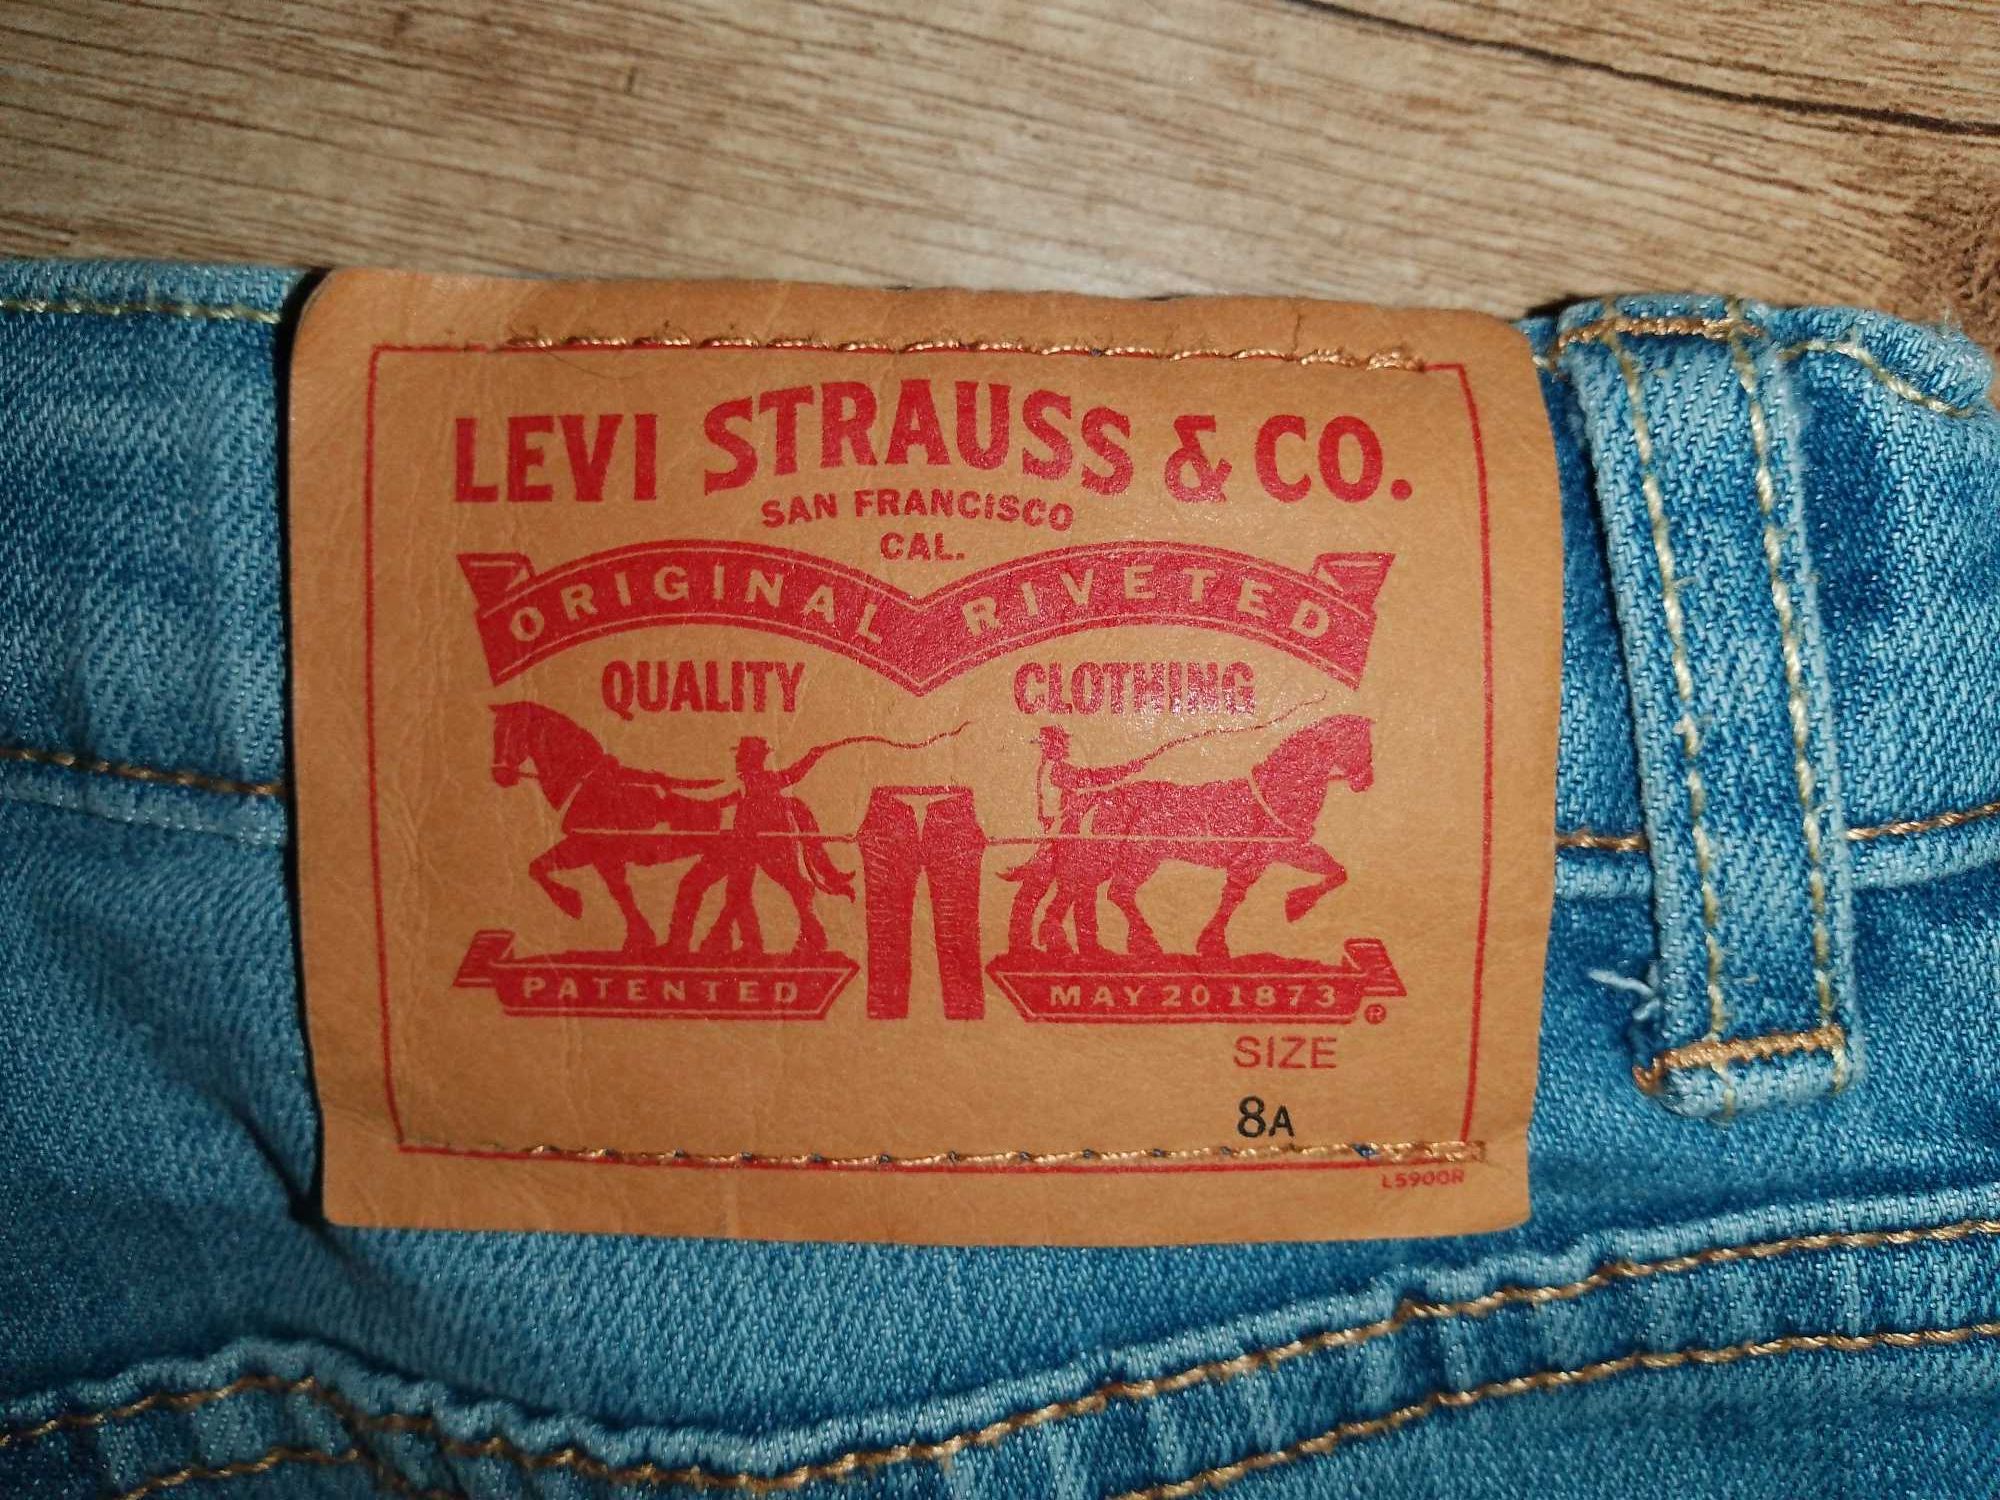 LEVI STRAUSS & CO.
SAN FRANCISCO
CAL.
ORIGINAL RIVETED
QUALITY CLOTHING
PATENTED MAY 20 1873 ®
SIZE
8A
L5900R